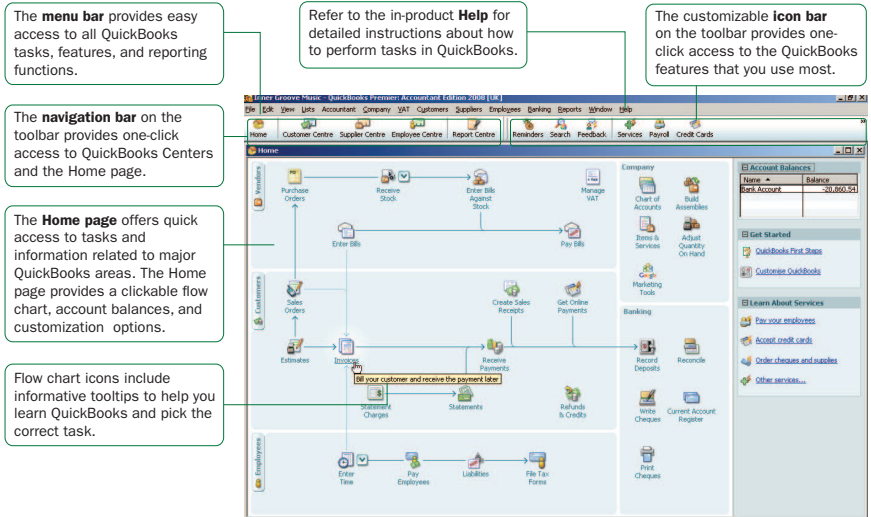 The menu bar provides easy
access to all QuickBooks
tasks, features, and reporting
functions.
Refer to the in-product Help for
detailed instructions about how
to perform tasks in QuickBooks.
The customizable icon bar
on the toolbar provides one-
click access to the QuickBooks
features that you use most.
The navigation bar on the
toolbar provides one-click
access to QuickBooks Centers
and the Home page.
The Home page offers quick
access to tasks and
information related to major
QuickBooks areas. The Home
page provides a clickable flow
chart, account balances, and
customization options.
Flow chart icons include
informative tooltips to help you
learn QuickBooks and pick the
correct task.
Inner Groove Music - QuickBooks Premier: Accountant Edition 2008 [UK]
File Edit View Lists Accountant Company VAT Customers Suppliers Employees Banking Reports Window Help
Home Customer Centre Supplier Centre Employee Centre Report Centre Reminders Search Feedback Services Payroll Credit Cards
Home
Vendors
Purchase
Orders
Receive
Stock
Enter Bills
Against
Stock
Manage
VAT
Enter Bills
Pay Bills
Customers
Sales
Orders
Create Sales
Receipts
Get Online
Payments
Estimates
Invoices
Receive
Payments
Bill your customer and receive the payment later
Statement
Charges
Statements
Refunds
& Credits
Employees
Enter
Time
Pay
Employees
Liabilities
File Tax
Forms
Company
Chart of
Accounts
Build
Assemblies
Items &
Services
Adjust
Quantity
On Hand
Marketing
Tools
Banking
Record
Deposits
Reconcile
Write
Cheques
Current Account
Register
Print
Cheques
Account Balances
Name Balance
Bank Account -20,860.54
Get Started
QuickBooks First Steps
Customise QuickBooks
Learn About Services
Pay your employees
Accept credit cards
Order cheques and supplies
Other services...